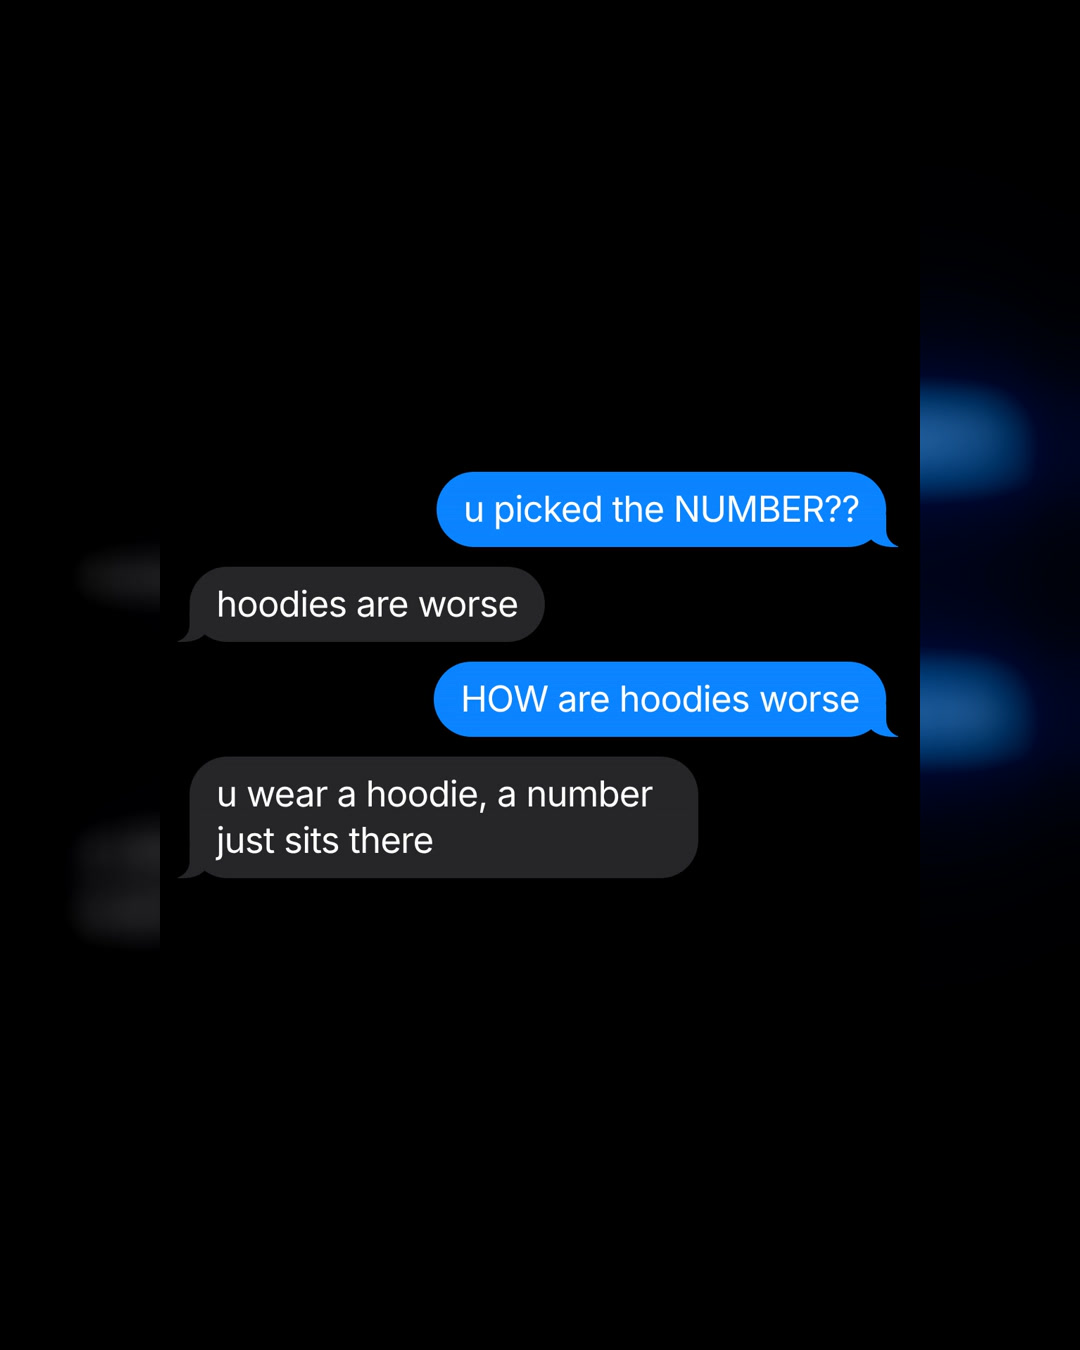 u picked the NUMBER??
hoodies are worse
HOW are hoodies worse
u wear a hoodie, a number
just sits there